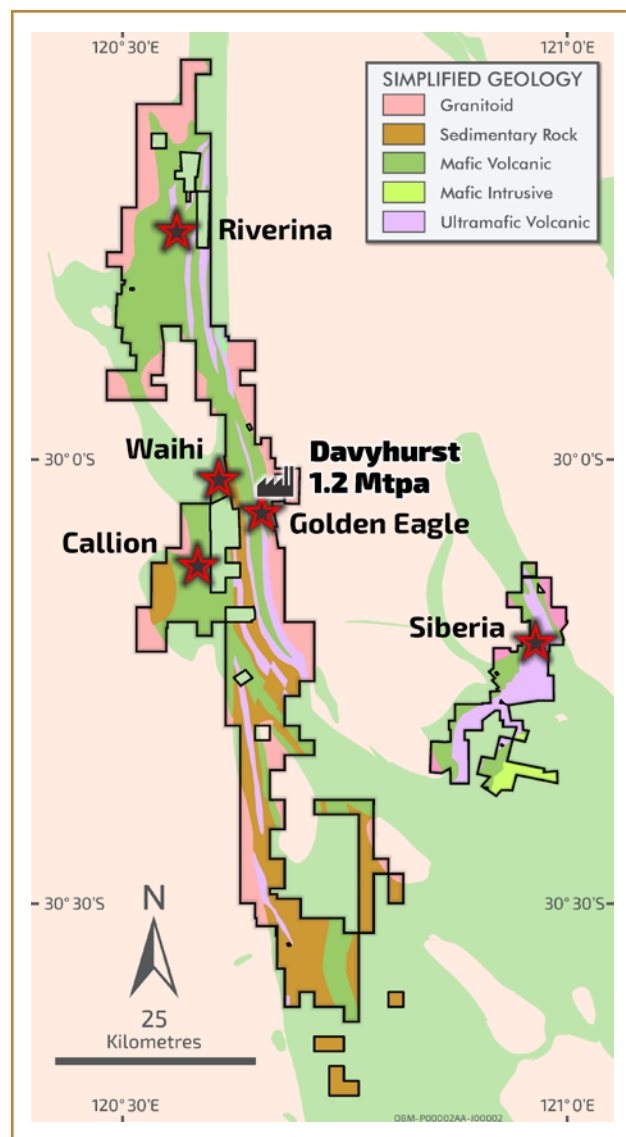 120°30'E
121°0'E
SIMPLIFIED GEOLOGY
Granitoid
Sedimentary Rock
Mafic Volcanic
Mafic Intrusive
Ultramafic Volcanic
Riverina
Waihi
30°0'S
30°0'S
Davyhurst
1.2 Mtpa
Golden Eagle
Callion
Siberia
30°30'S
30°30'S
N
25
Kilometres
120°30'E
121°0'E
OBM-P00002AA-J00002